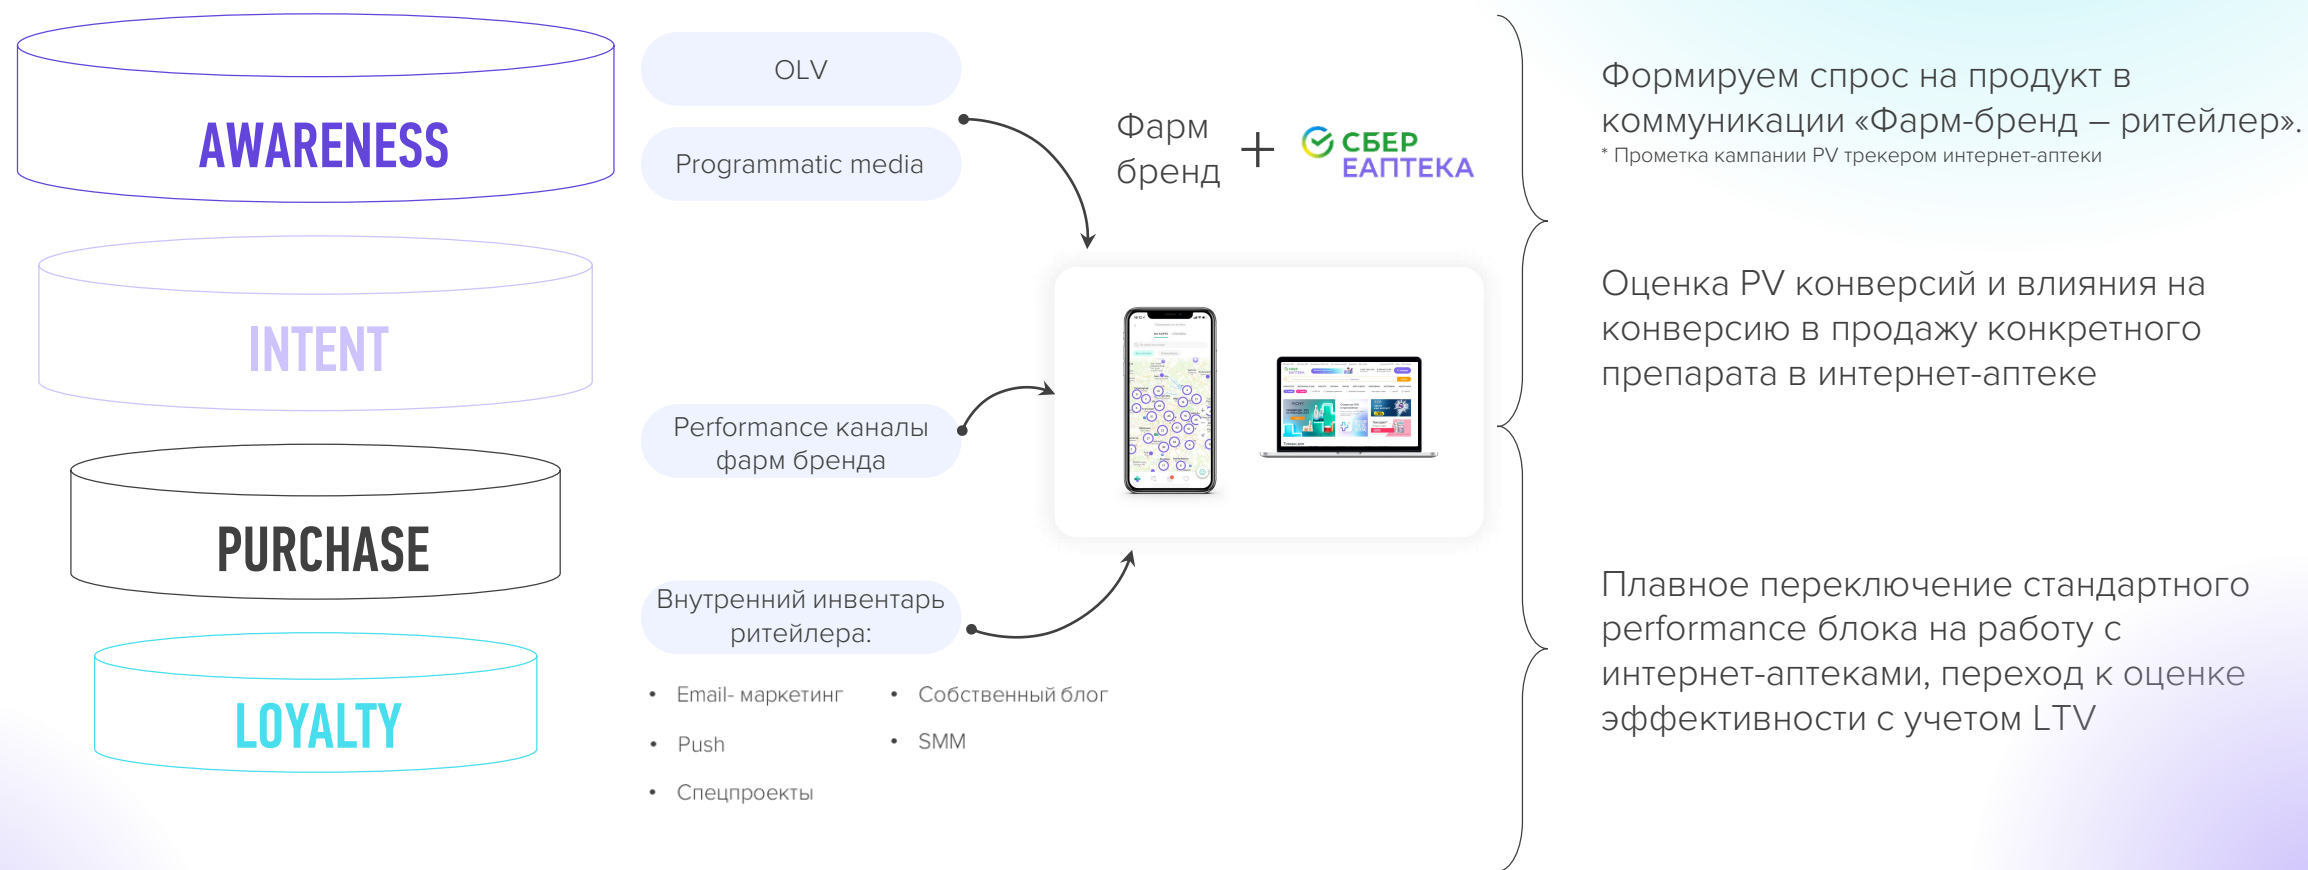 AWARENESS
INTENT
PURCHASE
LOYALTY
OLV
Programmatic media
Performance каналы
фарм бренда
Внутренний инвентарь
ритейлера:
• Email- маркетинг
• Push
• Спецпроекты
• Собственный блог
• SMM
Фарм
бренд
+
СБЕР
ЕАПТЕКА
Формируем спрос на продукт в
коммуникации «Фарм-бренд – ритейлер».
* Прометка кампании PV трекером интернет-аптеки
Оценка PV конверсий и влияния на
конверсию в продажу конкретного
препарата в интернет-аптеке
Плавное переключение стандартного
performance блока на работу с
интернет-аптеками, переход к оценке
эффективности с учетом LTV